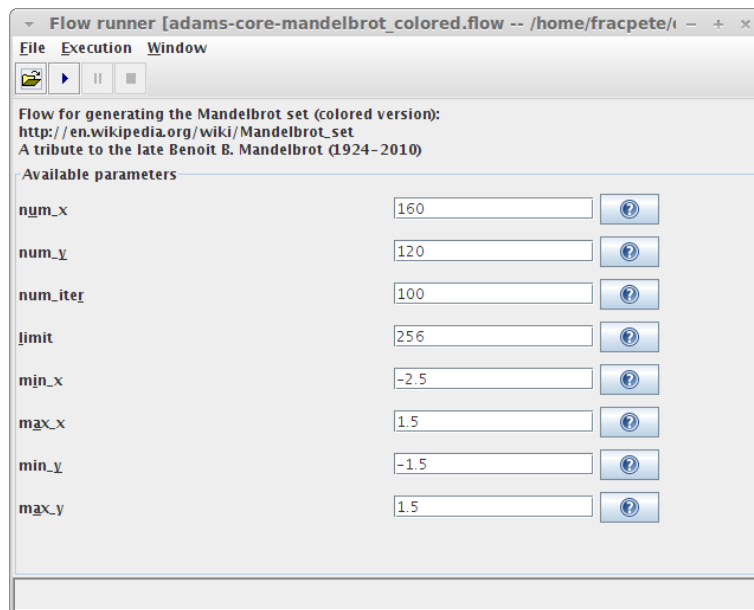 Flow runner [adams-core-mandelbrot_colored.flow -- /home/fracpete/
File Execution Window
Flow for generating the Mandelbrot set (colored version):
http://en.wikipedia.org/wiki/Mandelbrot_set
A tribute to the late Benoit B. Mandelbrot (1924-2010)
Available parameters
num_x 160 ?
num_y 120 ?
num_iter 100 ?
limit 256 ?
min_x -2.5 ?
max_x 1.5 ?
min_y -1.5 ?
max_y 1.5 ?